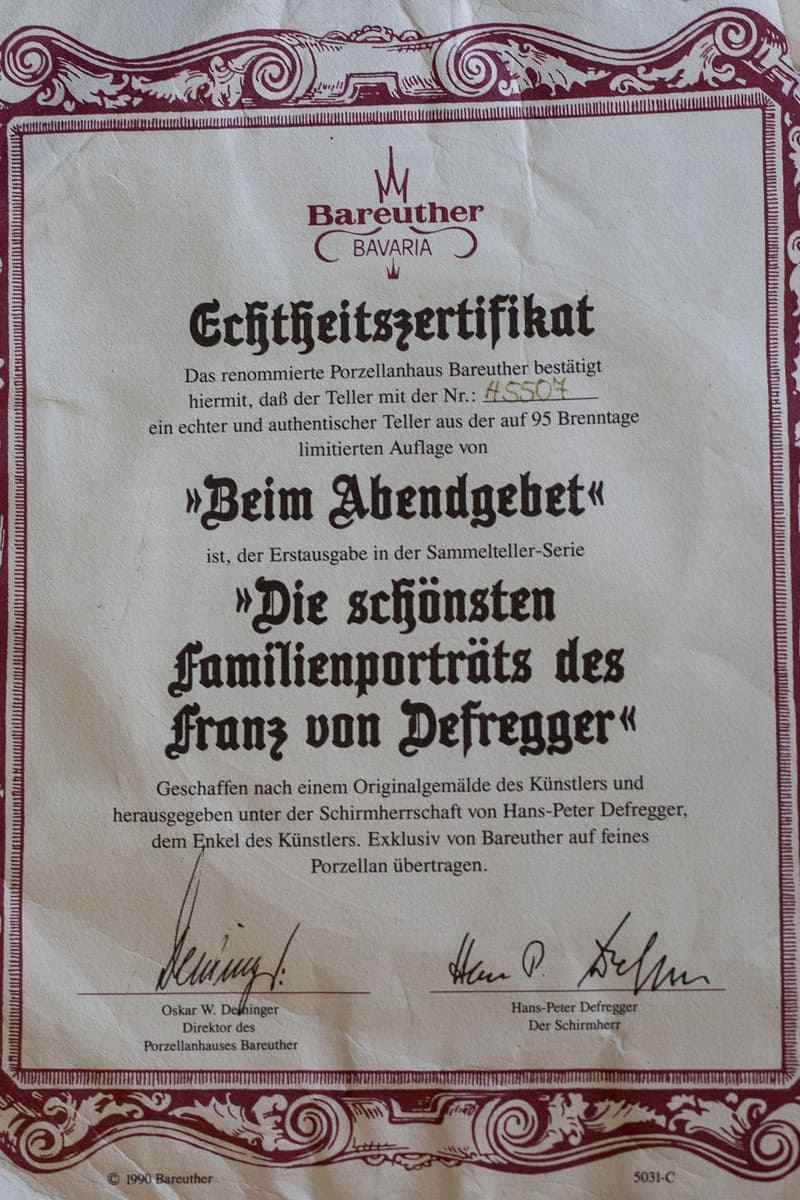 Bareuther
BAVARIA
Echtheitszertifikat
Das renommierte Porzellanhaus Bareuther bestätigt
hiermit, daß der Teller mit der Nr.: AS507
ein echter und authentischer Teller aus der auf 95 Brenntage
limitierten Auflage von
»Beim Abendgebet«
ist, der Erstausgabe in der Sammelteller-Serie
»Die schönsten
Familienporträts des
Franz von Defregger«
Geschaffen nach einem Originalgemälde des Künstlers und
herausgegeben unter der Schirmherrschaft von Hans-Peter Defregger,
dem Enkel des Künstlers. Exklusiv von Bareuther auf feines
Porzellan übertragen.
Hans P. Defregger
Oskar W. Deininger
Direktor des
Porzellanhauses Bareuther
Hans-Peter Defregger
Der Schirmherr
© 1990 Bareuther
5031-C